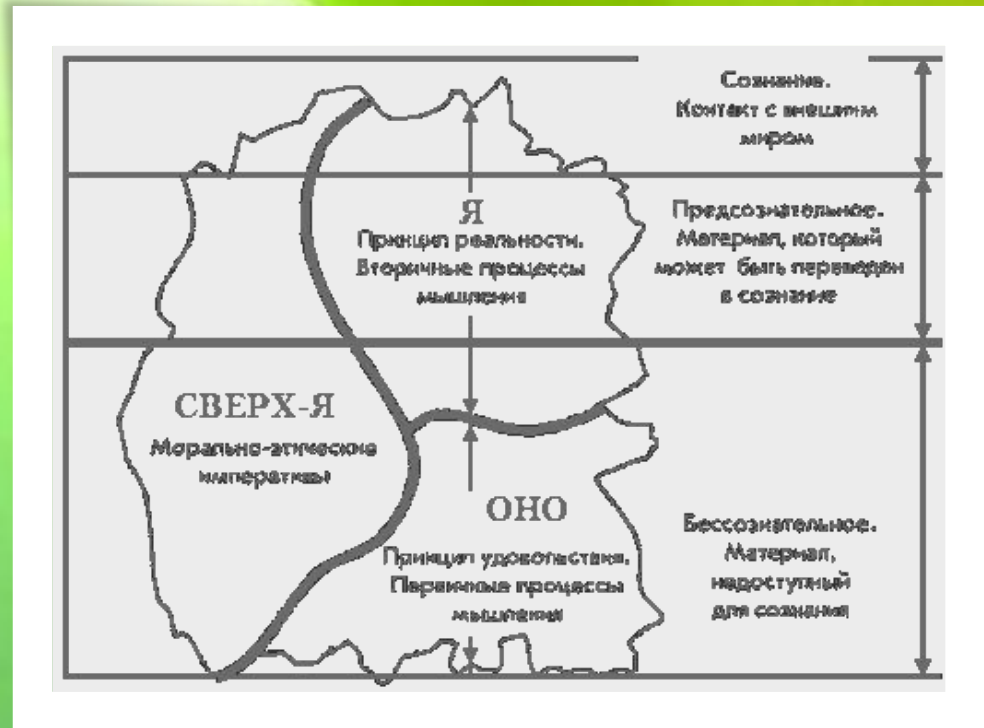 Сознание.
Контакт с внешним
миром
Я
Принцип реальности.
Вторичные процессы
мышления
Предсознательное.
Материал, который
может быть переведен
в сознание
СВЕРХ-Я
Морально-этические
императивы
ОНО
Принцип удовольствия.
Первичные процессы
мышления
Бессознательное.
Материал,
недоступный
для сознания